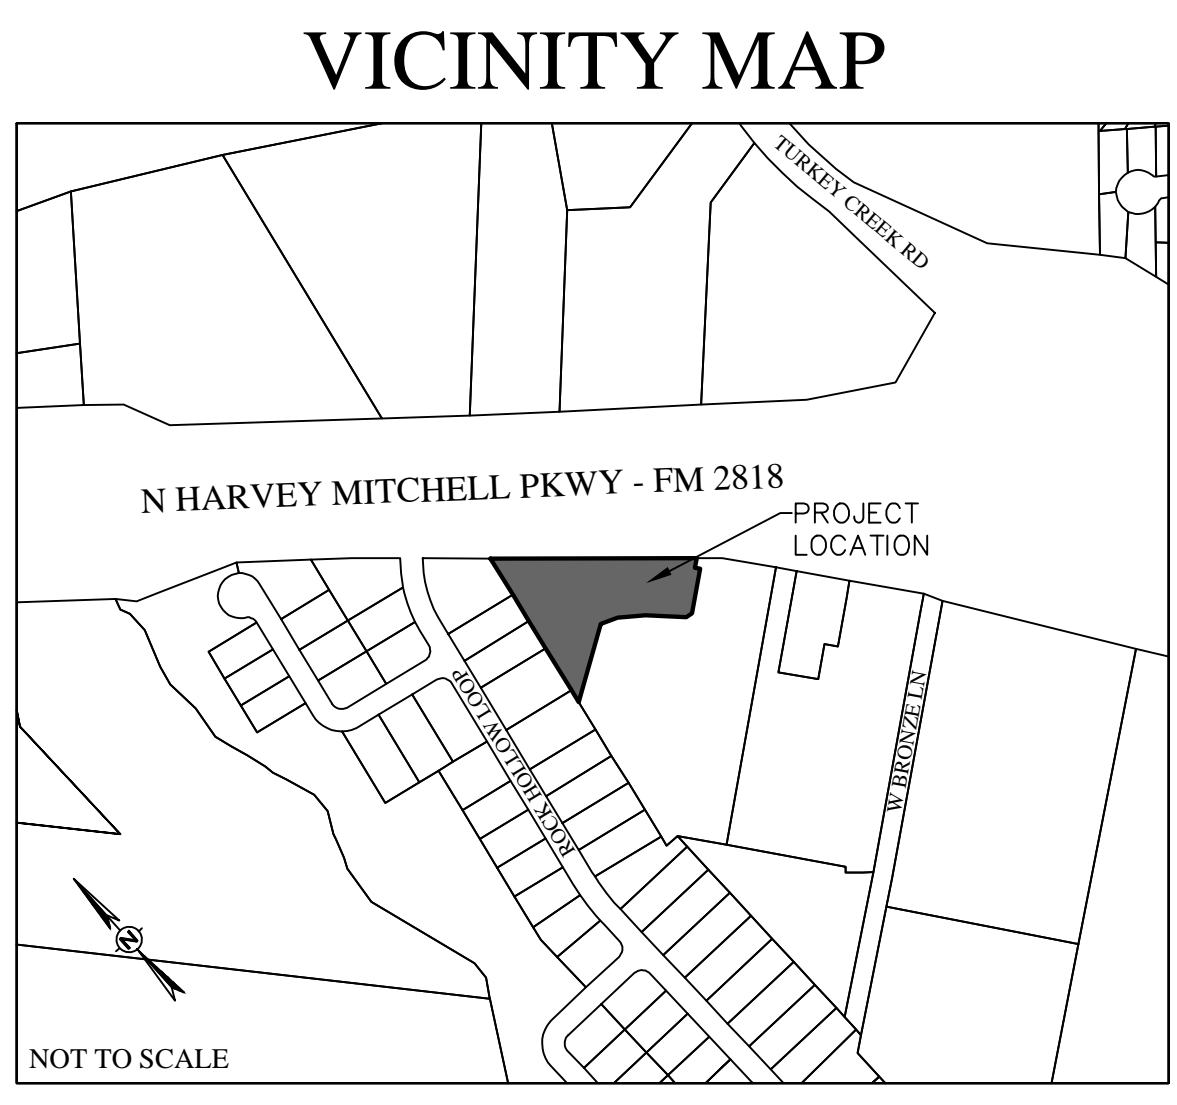 VICINITY MAP
TURKEY CREEK RD
N HARVEY MITCHELL PKWY - FM 2818
PROJECT
LOCATION
ROCK HOLLOW LOOP
W BRONZE LN
N
NOT TO SCALE